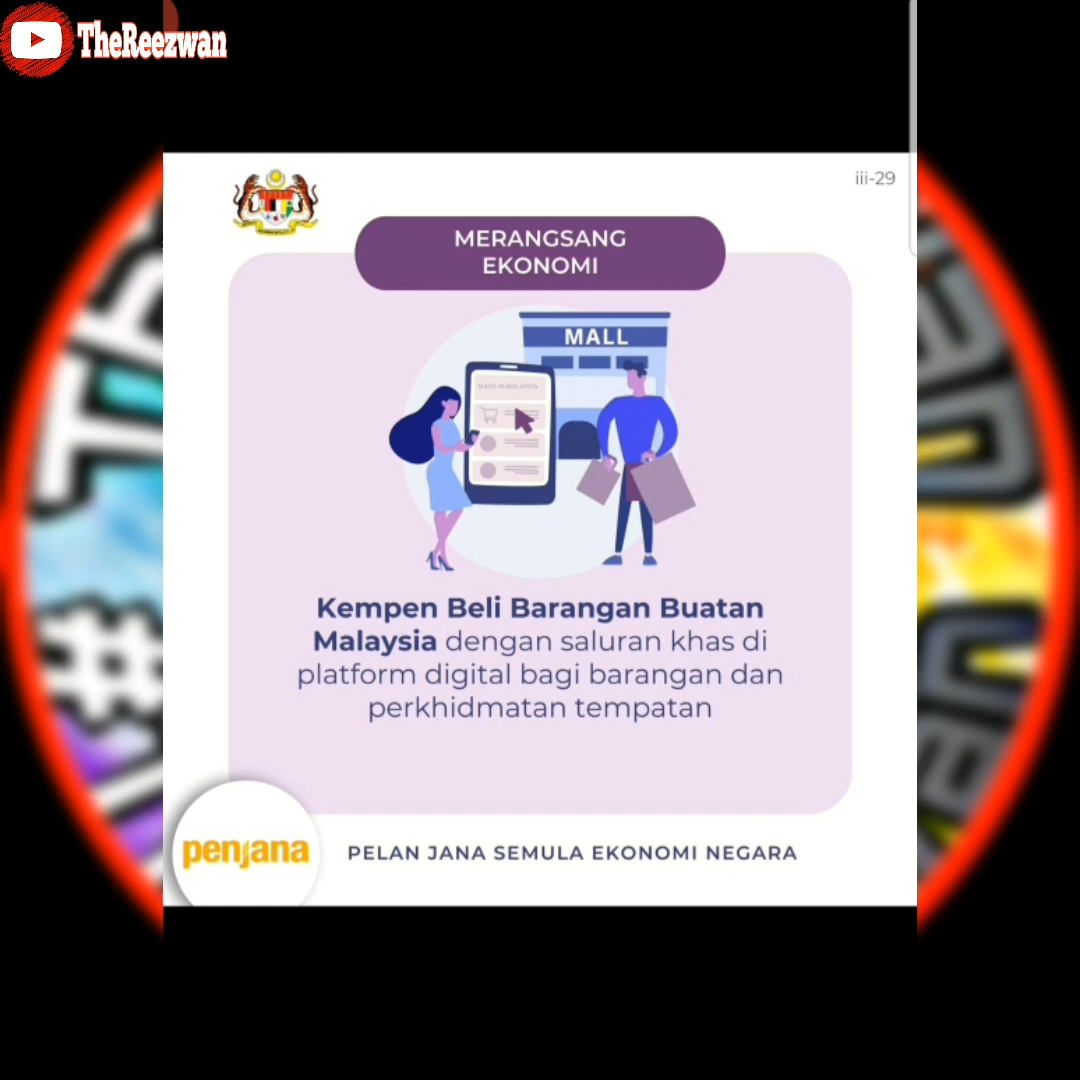 TheReezwan
iii-29
MERANGSANG
EKONOMI
MALL
MADE IN MALAYSIA
Kempen Beli Barangan Buatan
Malaysia dengan saluran khas di
platform digital bagi barangan dan
perkhidmatan tempatan
penjana
PELAN JANA SEMULA EKONOMI NEGARA